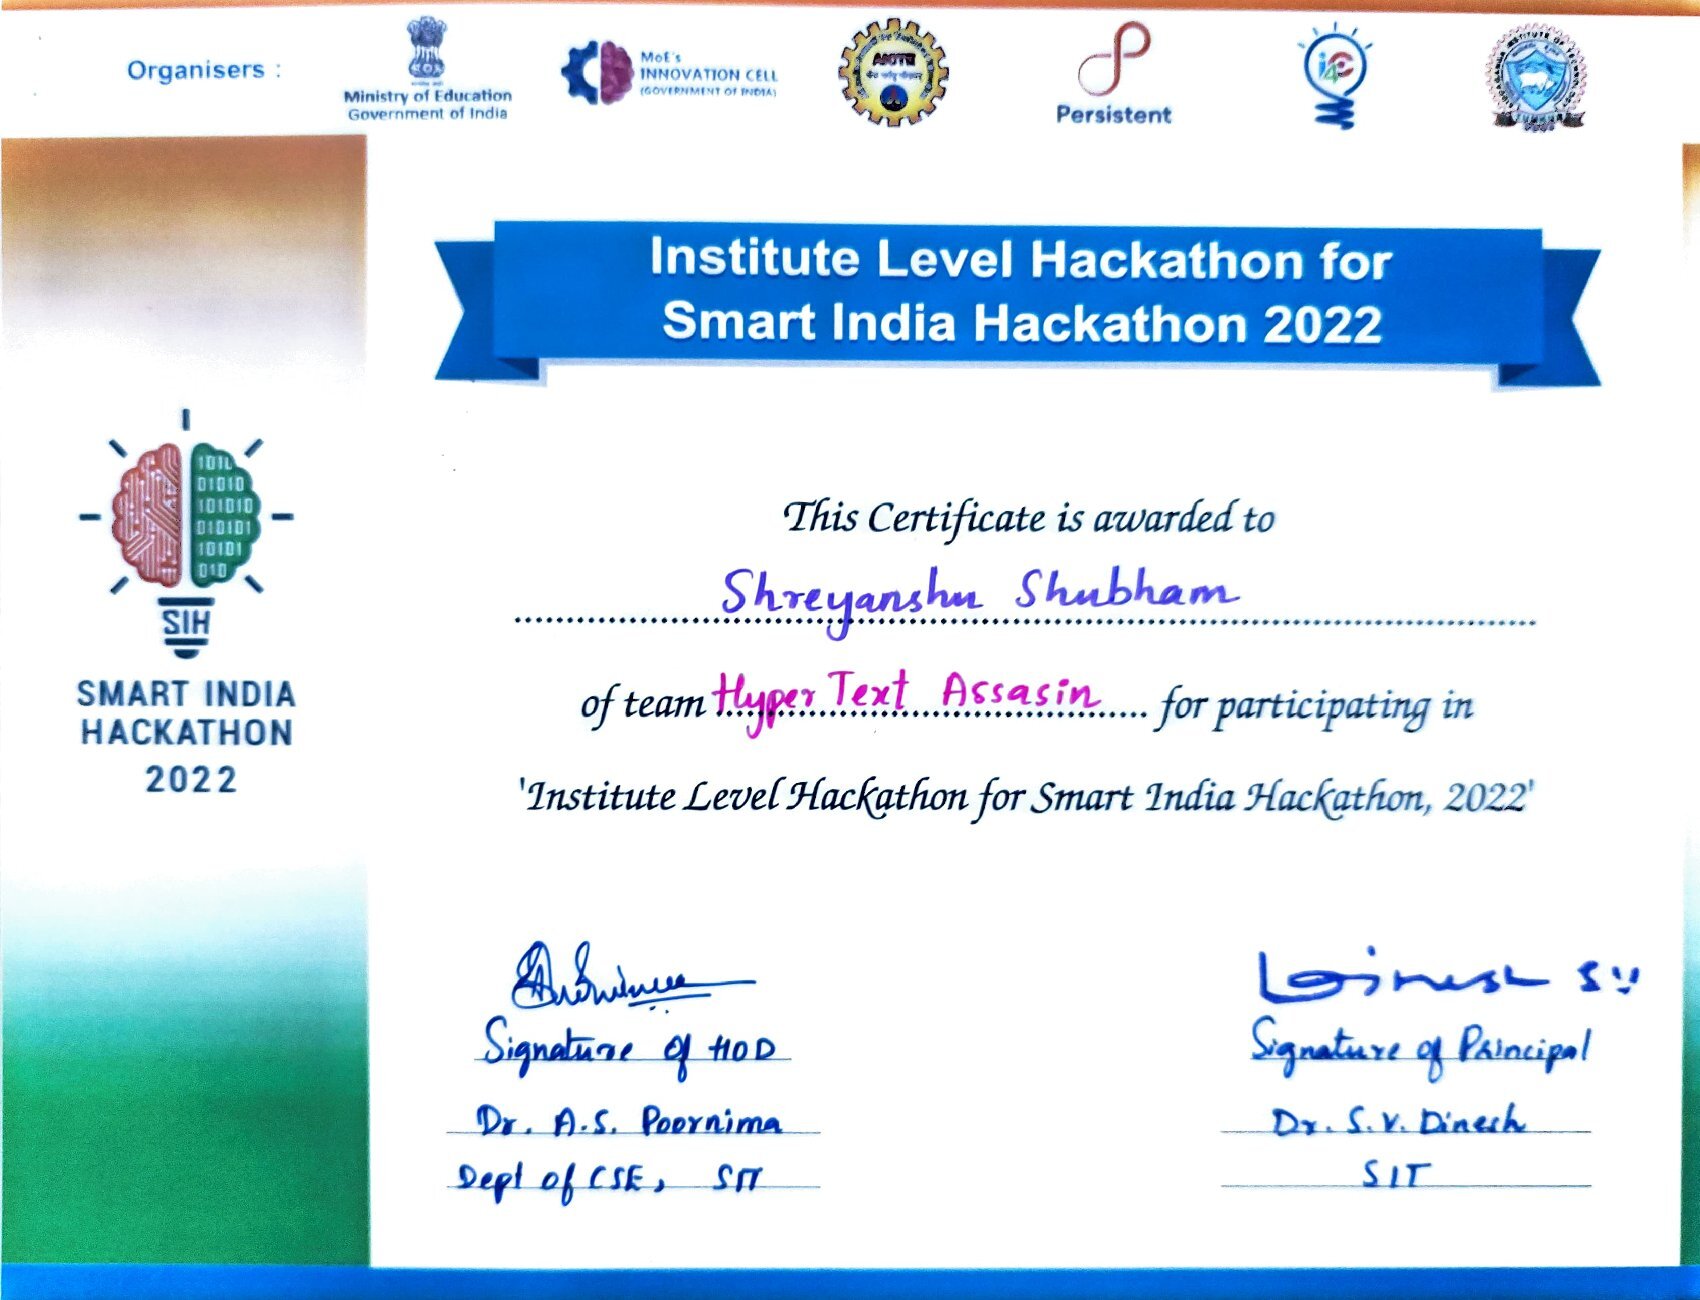 Organisers :
Ministry of Education
Government of India
MoE's
INNOVATION CELL
(GOVERNMENT OF INDIA)
AICTE
Persistent
i4C
Institute Level Hackathon for
Smart India Hackathon 2022
1011
01010
101010
010101
10101
010
SIH
SMART INDIA
HACKATHON
2022
This Certificate is awarded to
Shreyanshu Shubham
of team Hyper Text Assasin for participating in
'Institute Level Hackathon for Smart India Hackathon, 2022'
Dinesh S V
Signature of HOD
Signature of Principal
Dr. A.S. Poornima
Dr. S.V. Dinesh
Dept of CSE, SIT
SIT